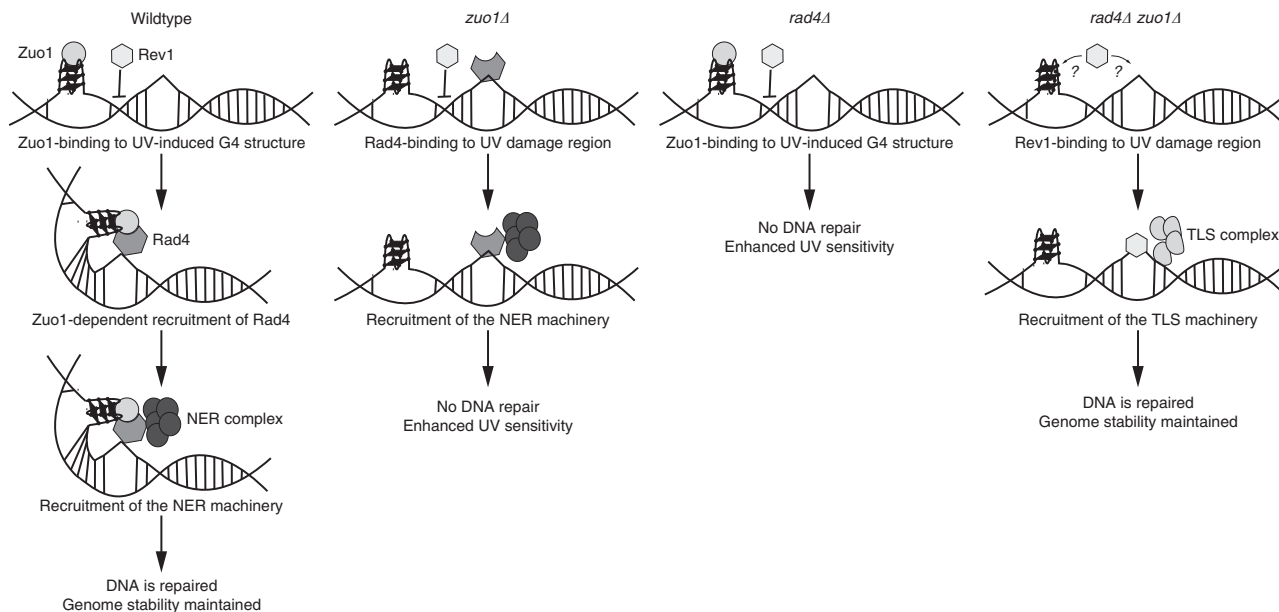 Wildtype
Zuo1
Rev1
Zuo1-binding to UV-induced G4 structure
Rad4
Zuo1-dependent recruitment of Rad4
NER complex
Recruitment of the NER machinery
DNA is repaired
Genome stability maintained
zuo1Δ
Rad4-binding to UV damage region
Recruitment of the NER machinery
No DNA repair
Enhanced UV sensitivity
rad4Δ
Zuo1-binding to UV-induced G4 structure
No DNA repair
Enhanced UV sensitivity
rad4Δ zuo1Δ
? ?
Rev1-binding to UV damage region
TLS complex
Recruitment of the TLS machinery
DNA is repaired
Genome stability maintained